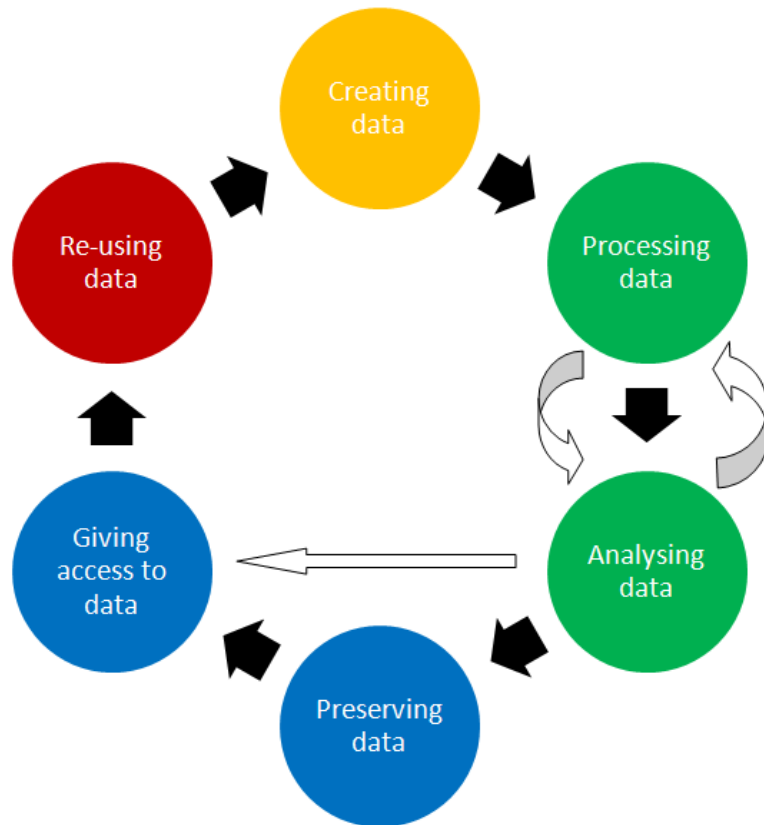 Creating
data
Processing
data
Analysing
data
Preserving
data
Giving
access to
data
Re-using
data